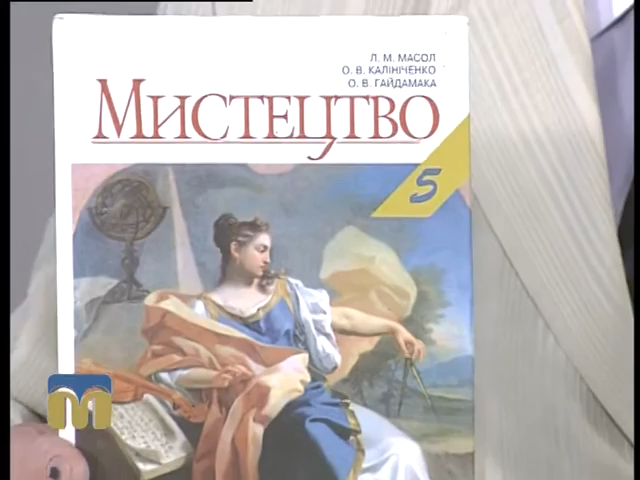 Л. М. МАСОЛ
О. В. КАЛІНІЧЕНКО
О. В. ГАЙДАМАКА
МИСТЕЦТВО
5